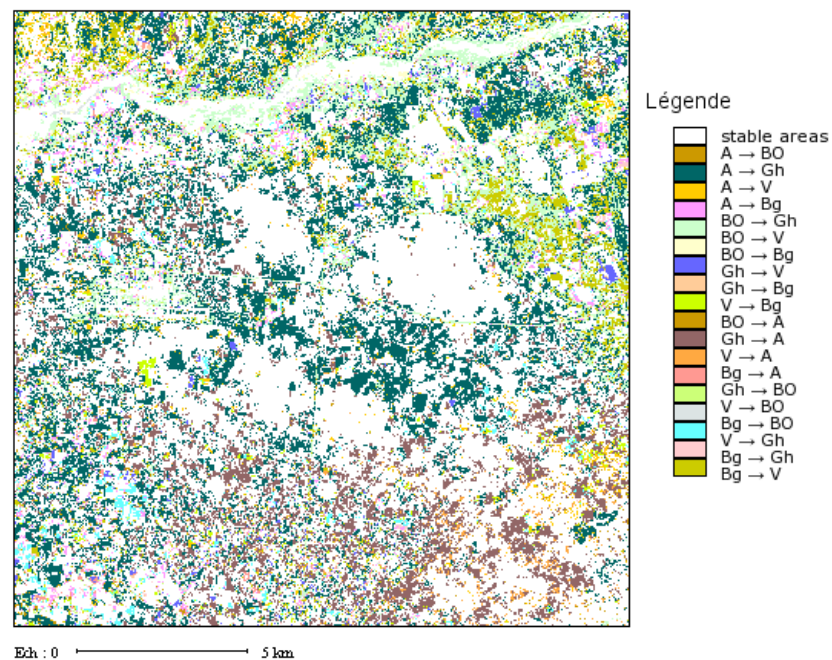 Légende
stable areas
A → BO
A → Gh
A → V
A → Bg
BO → Gh
BO → V
BO → Bg
Gh → V
Gh → Bg
V → Bg
BO → A
Gh → A
V → A
Bg → A
Gh → BO
V → BO
Bg → BO
V → Gh
Bg → Gh
Bg → V
Ech : 0 5 km